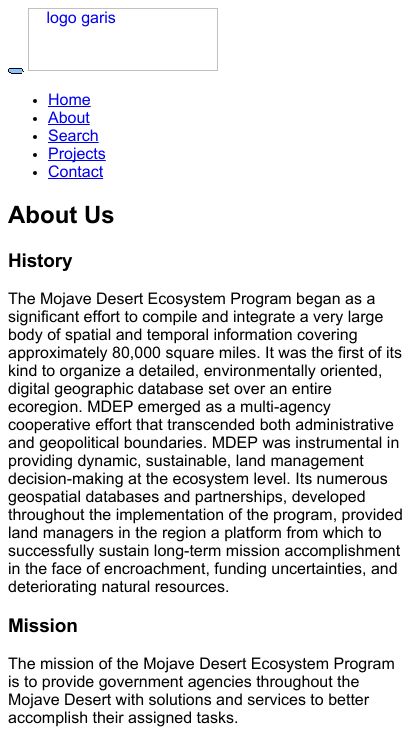 logo garis
Home
About
Search
Projects
Contact
About Us
History
The Mojave Desert Ecosystem Program began as a
significant effort to compile and integrate a very large
body of spatial and temporal information covering
approximately 80,000 square miles. It was the first of its
kind to organize a detailed, environmentally oriented,
digital geographic database set over an entire
ecoregion. MDEP emerged as a multi-agency
cooperative effort that transcended both administrative
and geopolitical boundaries. MDEP was instrumental in
providing dynamic, sustainable, land management
decision-making at the ecosystem level. Its numerous
geospatial databases and partnerships, developed
throughout the implementation of the program, provided
land managers in the region a platform from which to
successfully sustain long-term mission accomplishment
in the face of encroachment, funding uncertainties, and
deteriorating natural resources.
Mission
The mission of the Mojave Desert Ecosystem Program
is to provide government agencies throughout the
Mojave Desert with solutions and services to better
accomplish their assigned tasks.